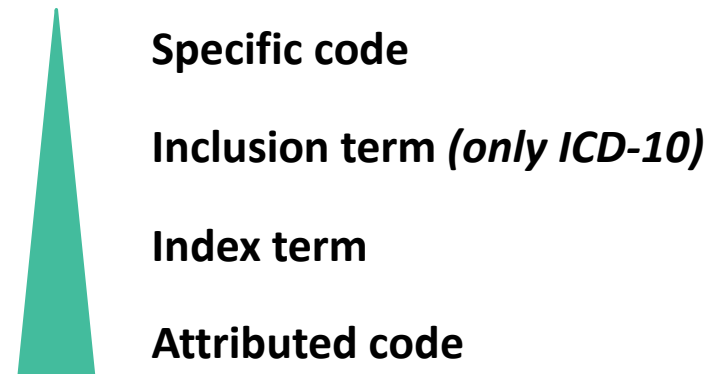 Specific code
Inclusion term (only ICD-10)
Index term
Attributed code